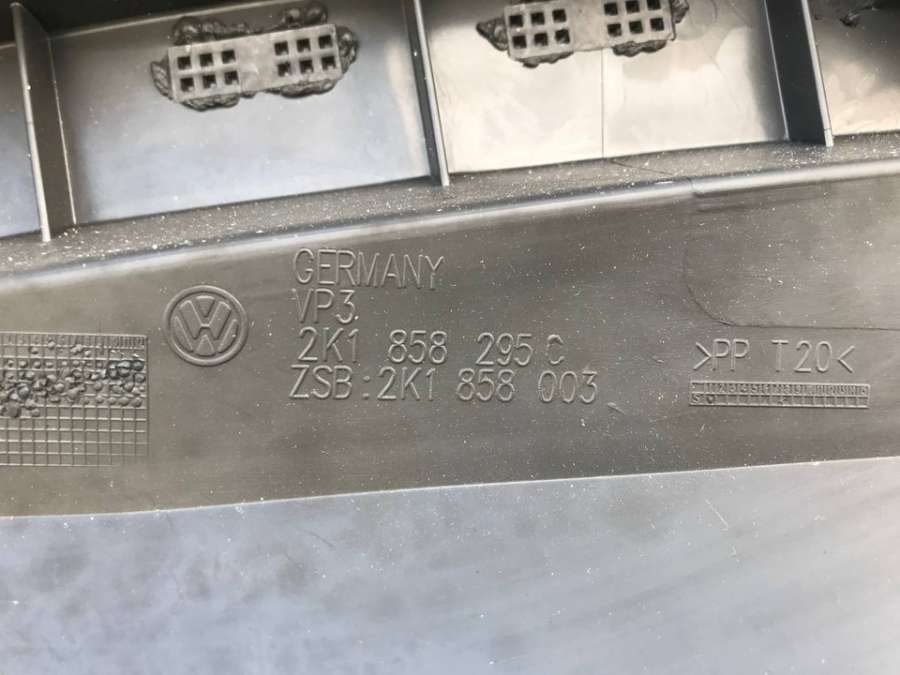 GERMANY
VP3
2K1 858 295 C
ZSB: 2K1 858 003
>PP T20<